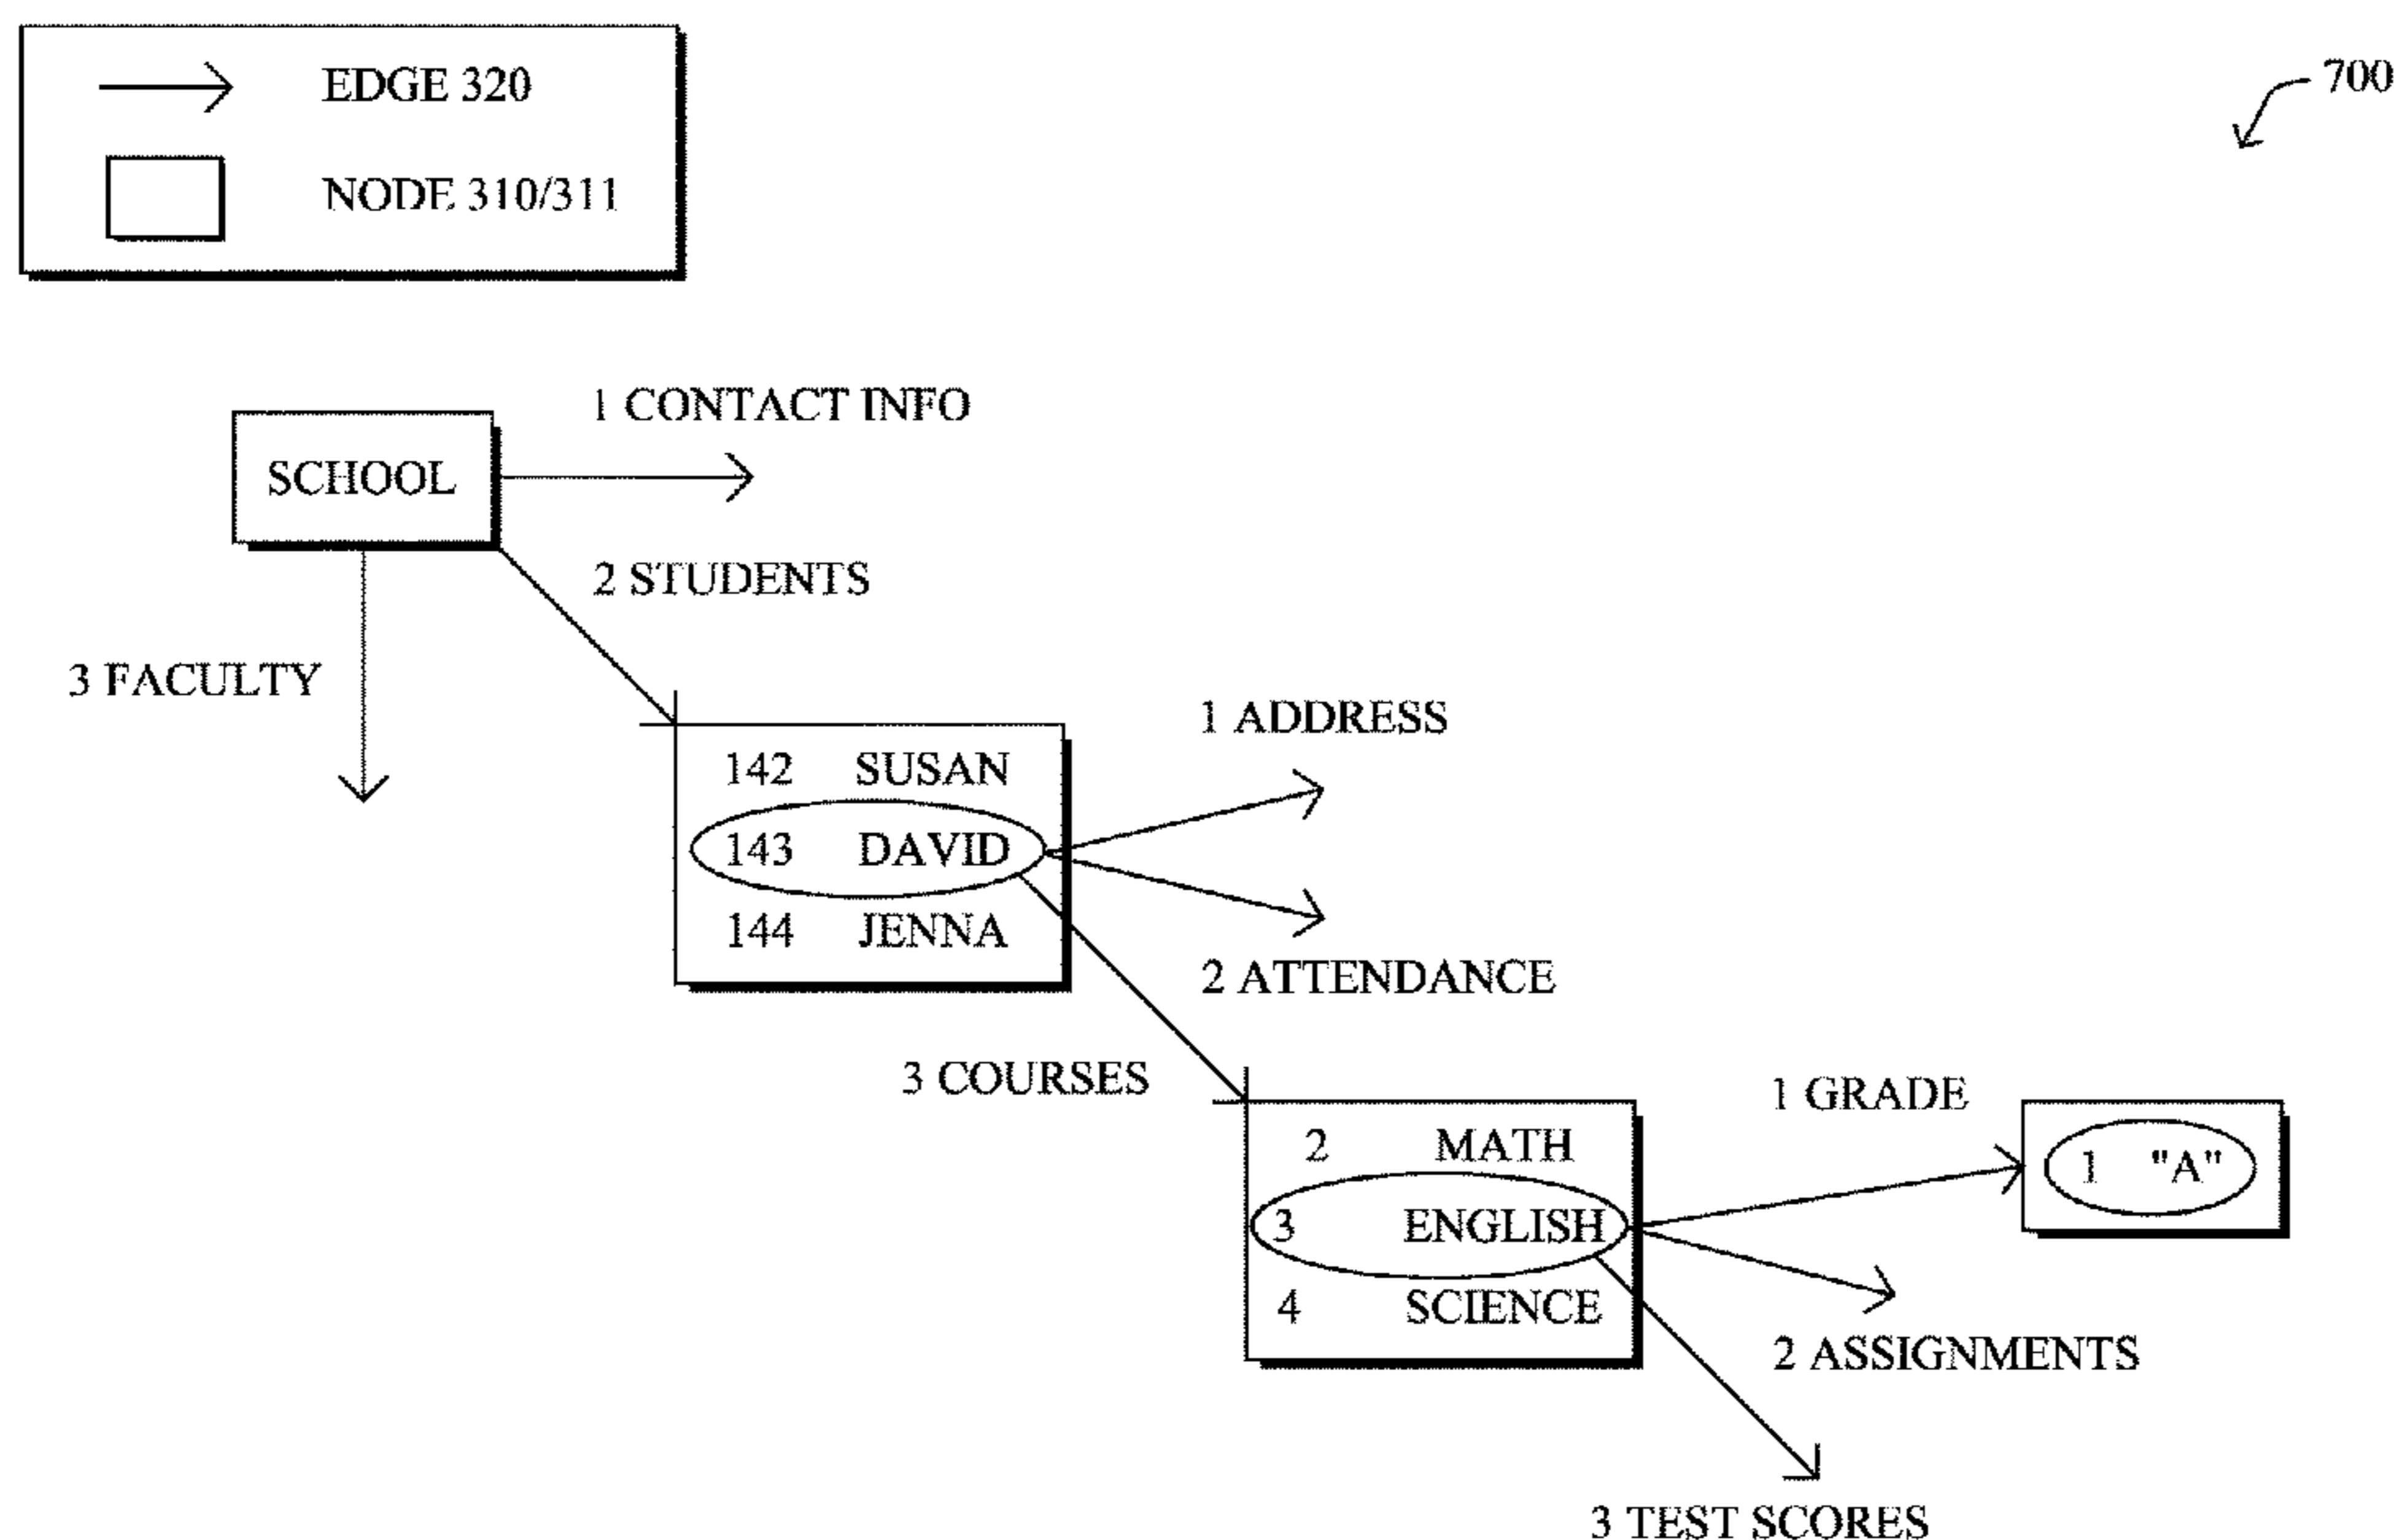 EDGE 320
NODE 310/311
700
1 CONTACT INFO
SCHOOL
2 STUDENTS
3 FACULTY
1 ADDRESS
142 SUSAN
143 DAVID
144 JENNA
2 ATTENDANCE
3 COURSES
1 GRADE
2 MATH
1 "A"
3 ENGLISH
4 SCIENCE
2 ASSIGNMENTS
3 TEST SCORES